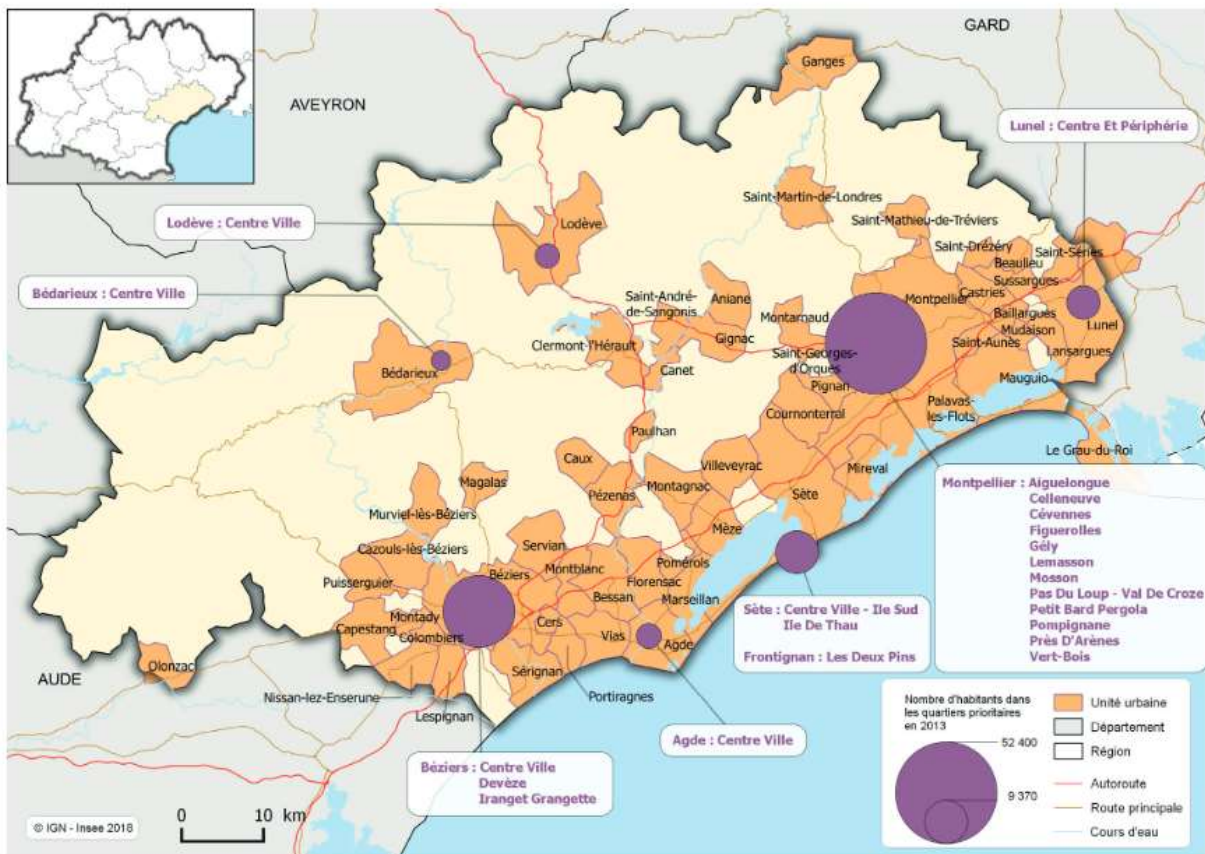 GARD
AVEYRON
Ganges
Lunel : Centre Et Périphérie
Lodève : Centre Ville
Lodève
Saint-Martin-de-Londres
Saint-Mathieu-de-Tréviers
Saint-Drézéry
Saint-Sériès
Beaulieu
Sussargues
Bédarieux : Centre Ville
Saint-André-
de-Sangonis
Aniane
Montpellier
Castries
Baillargues
Montarnaud
Mudaison
Lunel
Clermont-l'Hérault
Gignac
Saint-Georges-
d'Orques
Saint-Aunès
Lansargues
Bédarieux
Canet
Pignan
Mauguio
Cournonterral
Palavas-
les-Flots
Paulhan
Le Grau-du-Roi
Caux
Villeveyrac
Mireval
Magalas
Pézenas
Montagnac
Sète
Murviel-lès-Béziers
Mèze
Cazouls-lès-Béziers
Servian
Puisserguier
Béziers
Montblanc
Pomérols
Florensac
Bessan
Marseillan
Montady
Capestang
Colombiers
Cers
Vias
Agde
Olonzac
Sérignan
AUDE
Nissan-lez-Enserune
Portiragnes
Lespignan
Montpellier : Aiguelongue
Celleneuve
Cévennes
Figuerolles
Gély
Lemasson
Mosson
Pas Du Loup - Val De Croze
Petit Bard Pergola
Pompignane
Près D'Arènes
Vert-Bois
Sète : Centre Ville - Ile Sud
Ile De Thau
Frontignan : Les Deux Pins
Agde : Centre Ville
Béziers : Centre Ville
Devèze
Iranget Grangette
Nombre d'habitants dans
les quartiers prioritaires
en 2013
52 400
9 370
Unité urbaine
Département
Région
Autoroute
Route principale
Cours d'eau
© IGN - Insee 2018
0 10 km